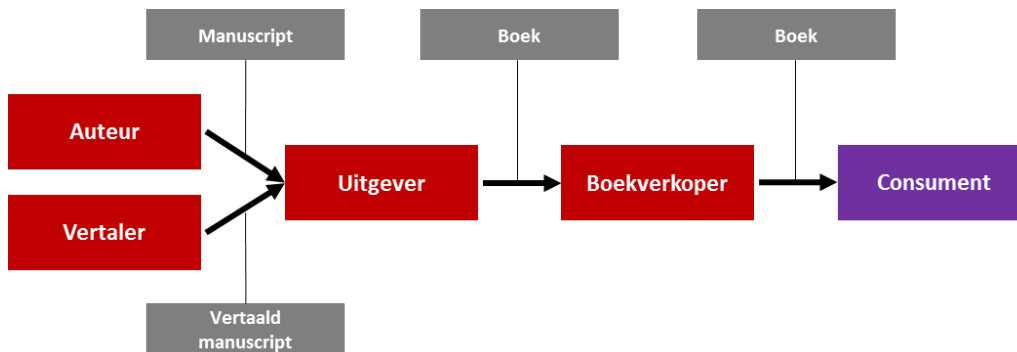 Manuscript
Boek
Boek
Auteur
Uitgever
Boekverkoper
Consument
Vertaler
Vertaald
manuscript